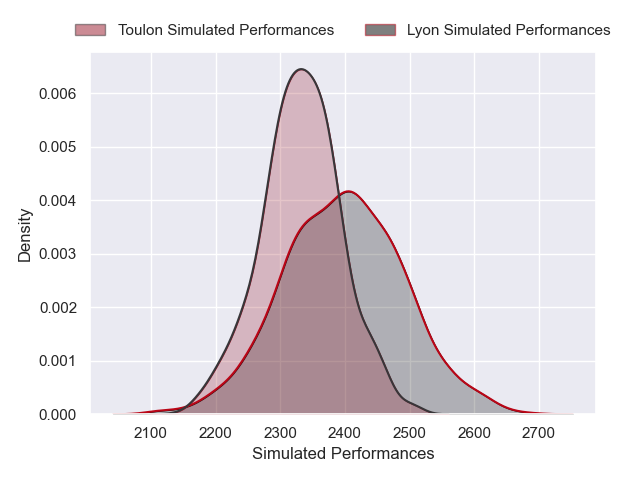 Toulon Simulated Performances
Lyon Simulated Performances
0.006
0.005
0.004
0.003
0.002
0.001
0.000
Density
2100 2200 2300 2400 2500 2600 2700
Simulated Performances